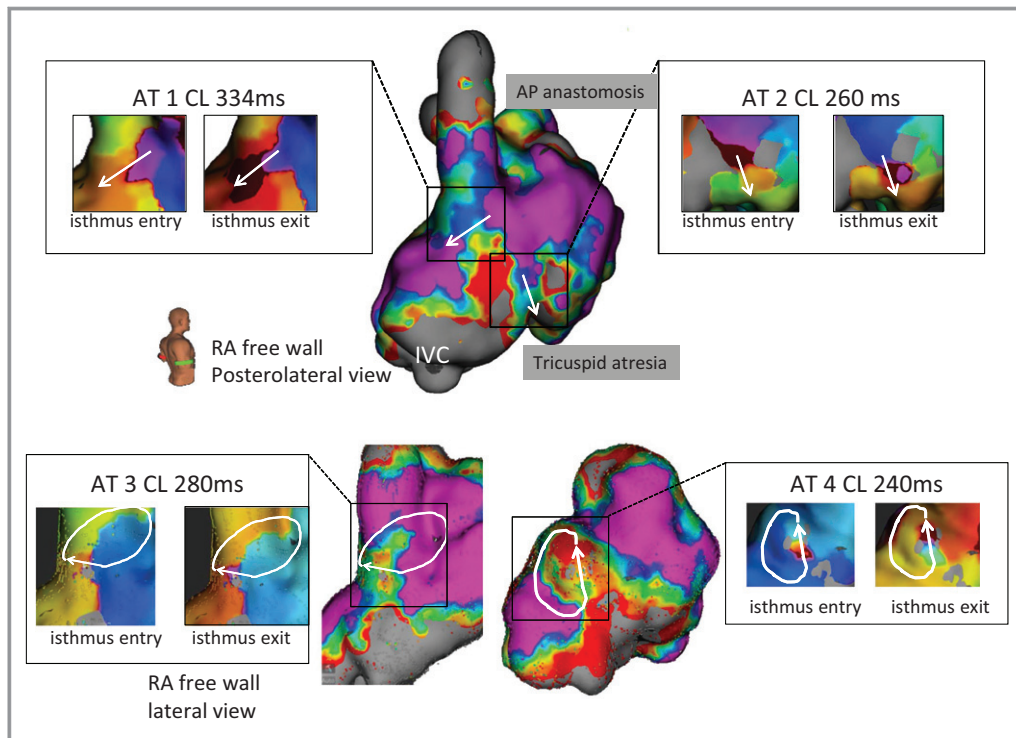 AT 1 CL 334ms
isthmus entry
isthmus exit
AP anastomosis
AT 2 CL 260 ms
isthmus entry
isthmus exit
IVC
RA free wall
Posterolateral view
Tricuspid atresia
AT 3 CL 280ms
isthmus entry
isthmus exit
RA free wall
lateral view
AT 4 CL 240ms
isthmus entry
isthmus exit